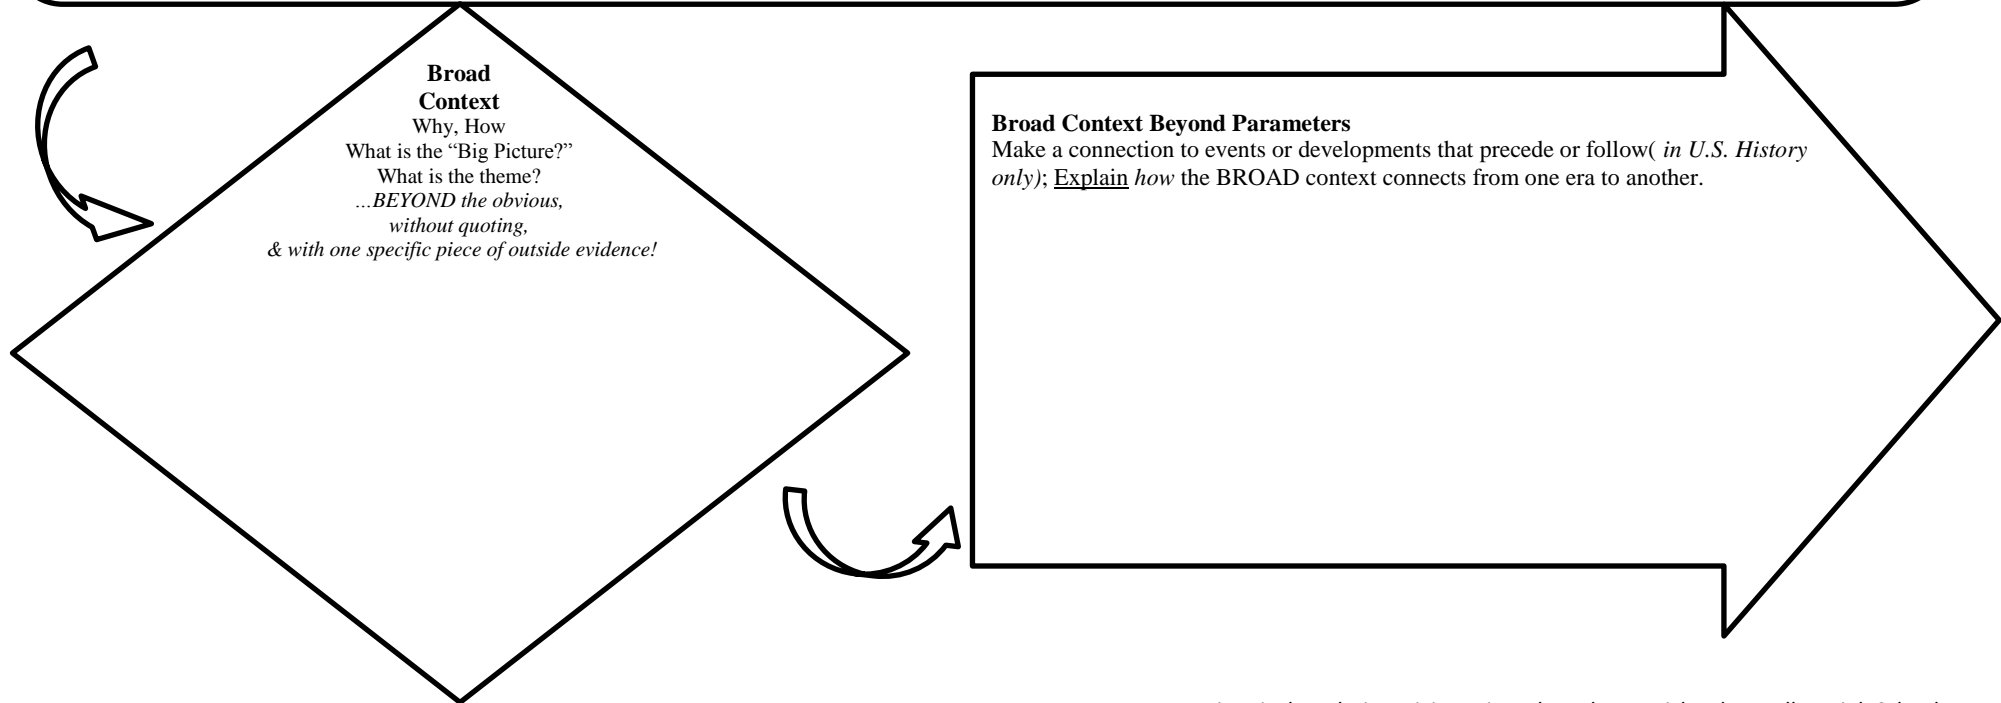 Broad
Context
Why, How
What is the “Big Picture?”
What is the theme?
...BEYOND the obvious,
without quoting,
& with one specific piece of outside evidence!
Broad Context Beyond Parameters
Make a connection to events or developments that precede or follow( in U.S. History
only); Explain how the BROAD context connects from one era to another.